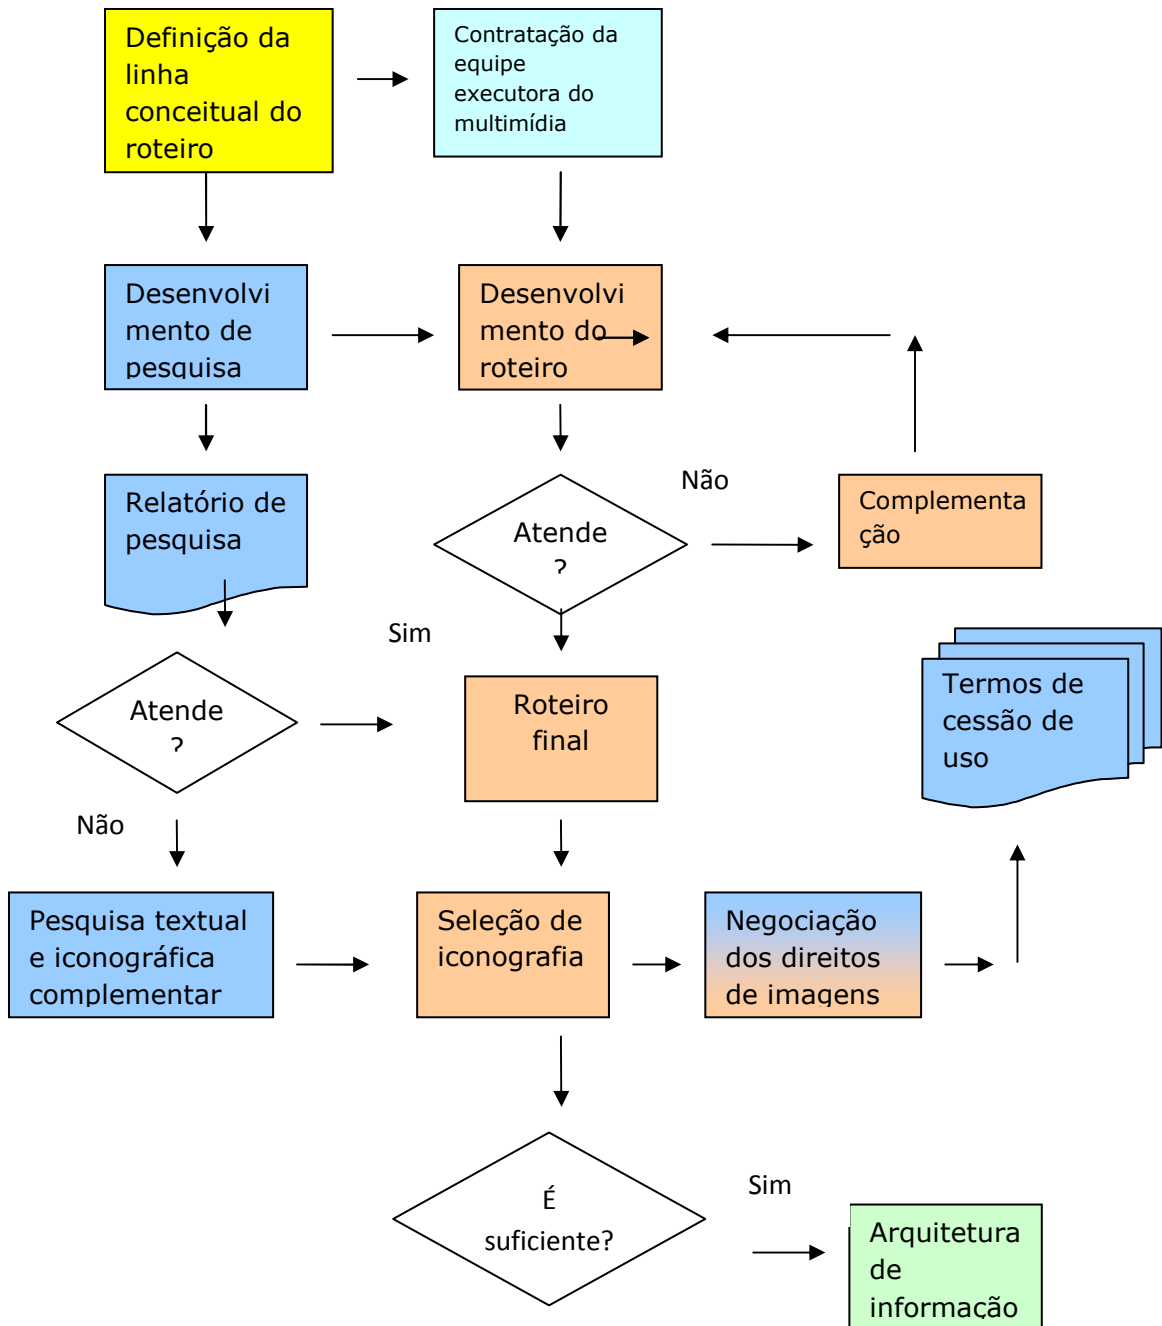 Definição da
linha
conceitual do
roteiro
Contratação da
equipe
executora do
multimídia
Desenvolvi
mento de
pesquisa
Desenvolvi
mento do
roteiro
Relatório de
pesquisa
Atende
?
Não
Complementa
ção
Sim
Atende
?
Roteiro
final
Termos de
cessão de
uso
Não
Pesquisa textual
e iconográfica
complementar
Seleção de
iconografia
Negociação
dos direitos
de imagens
É
suficiente?
Sim
Arquitetura
de
informação